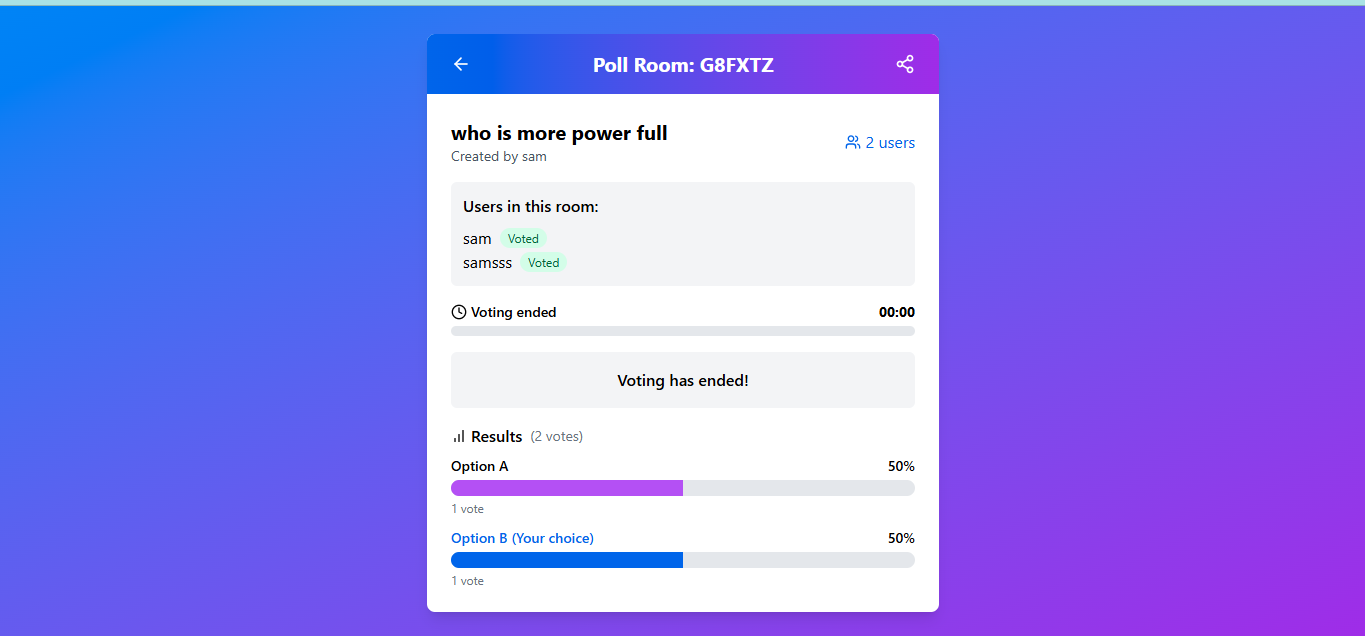 Poll Room: G8FXTZ
who is more power full
Created by sam
2 users
Users in this room:
sam Voted
samsss Voted
Voting ended 00:00
Voting has ended!
Results (2 votes)
Option A 50%
1 vote
Option B (Your choice) 50%
1 vote